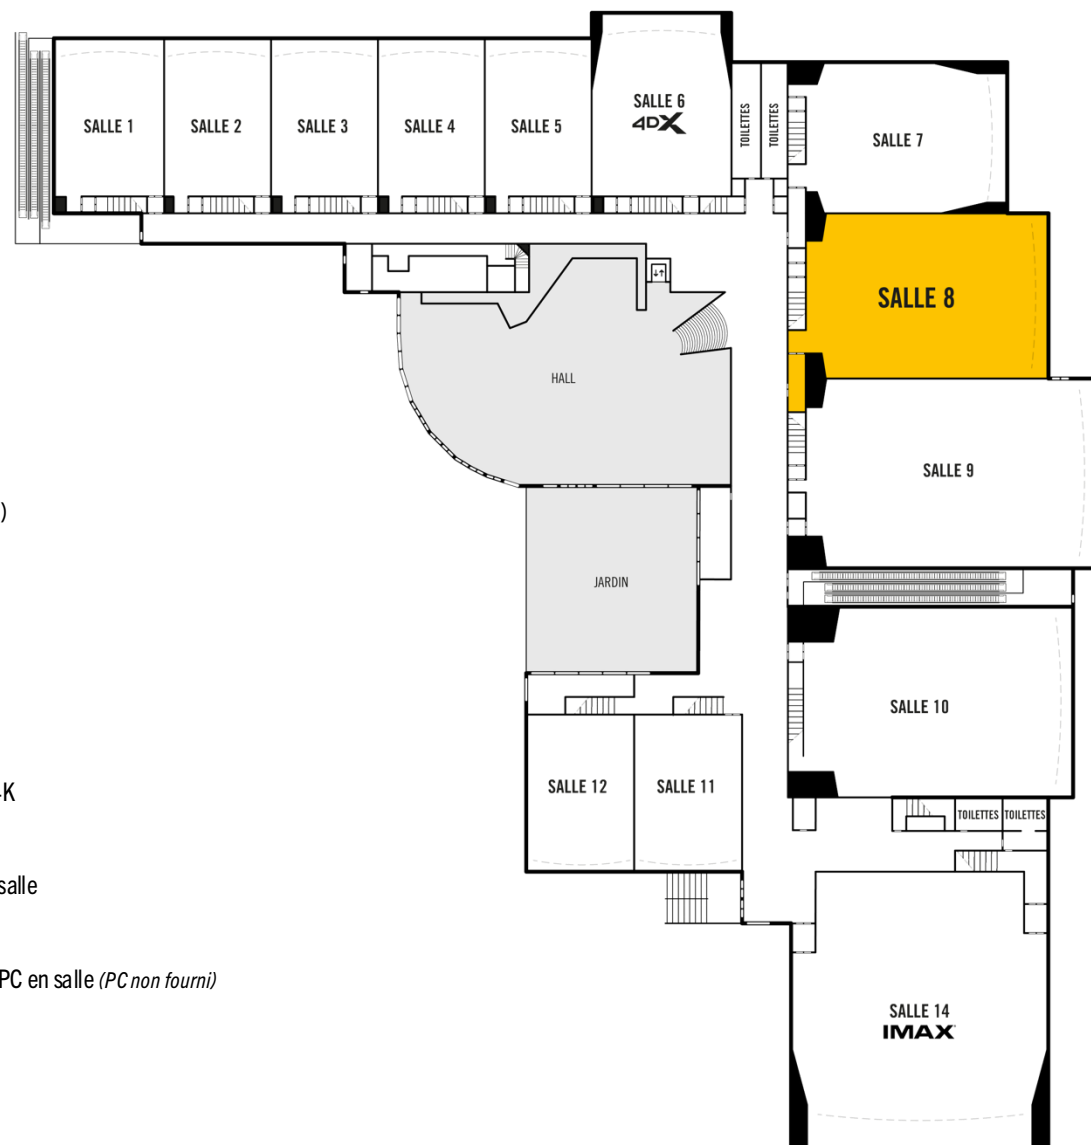 SALLE 1
SALLE 2
SALLE 3
SALLE 4
SALLE 5
SALLE 6
4DX
TOILETTES
TOILETTES
SALLE 7
SALLE 8
HALL
SALLE 9
)
JARDIN
SALLE 10
SALLE 12
SALLE 11
4K
TOILETTES
TOILETTES
salle
PC en salle (PC non fourni)
SALLE 14
IMAX